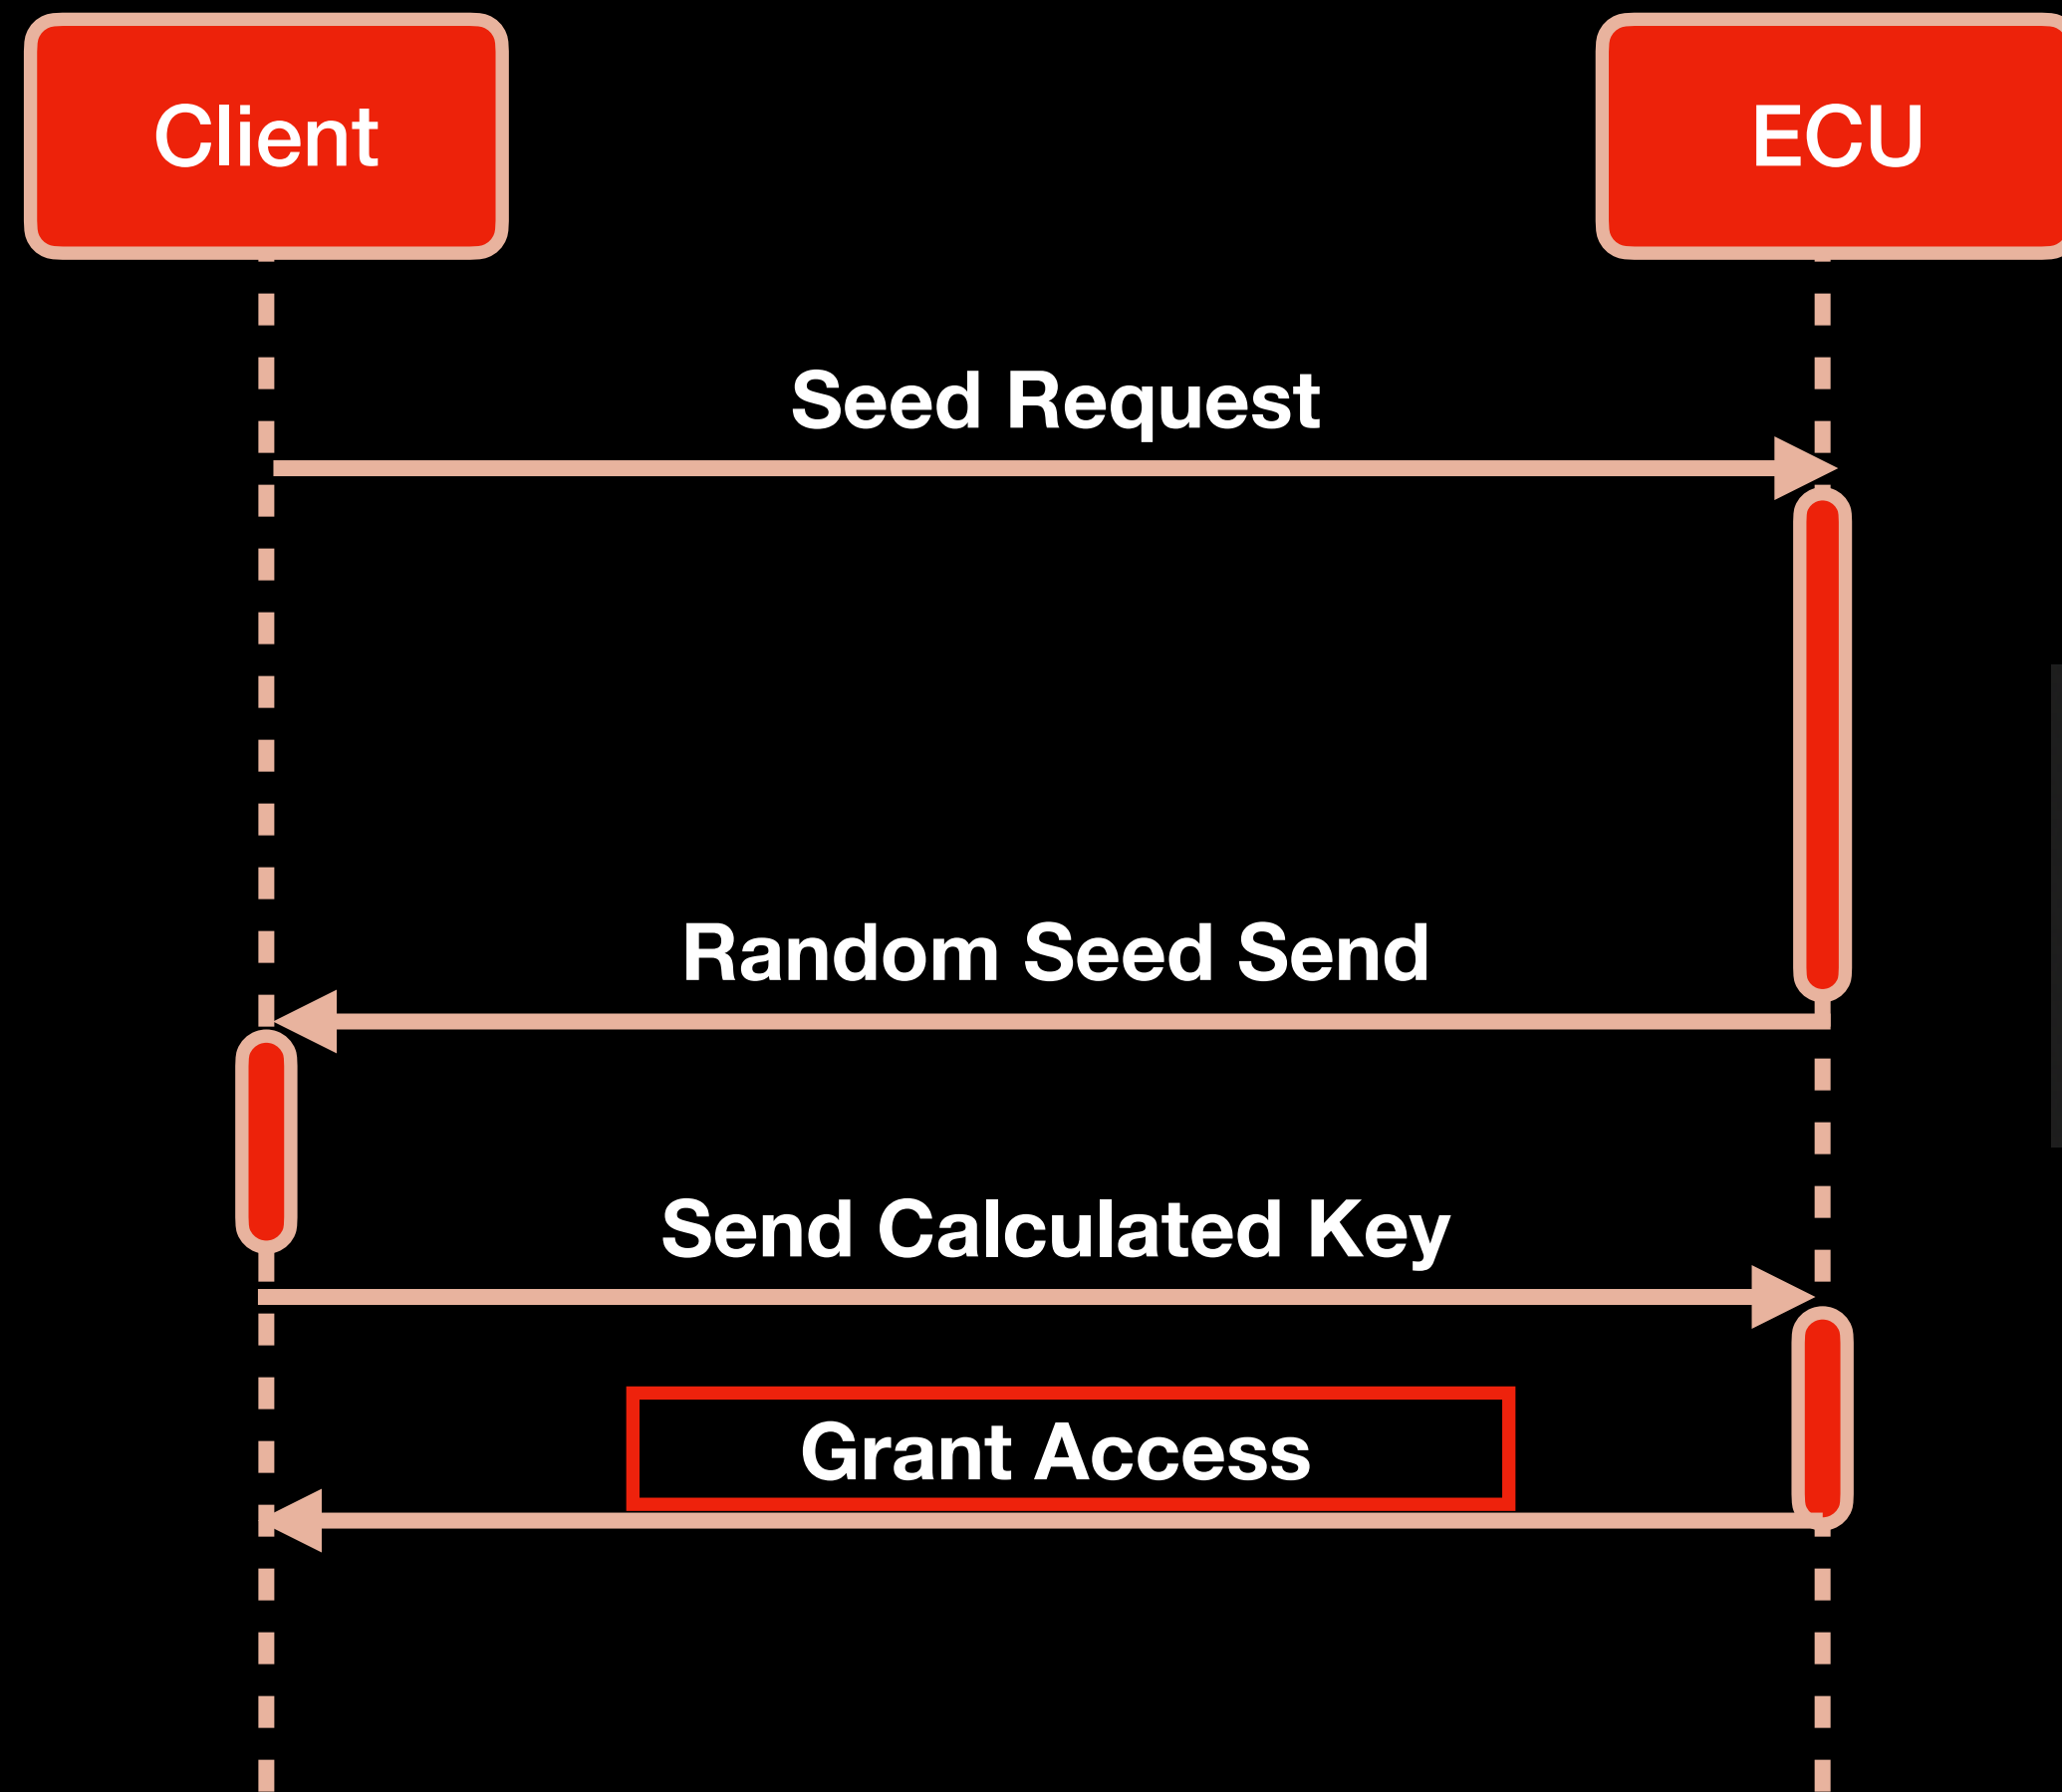 Client
ECU
Seed Request
Random Seed Send
Send Calculated Key
Grant Access